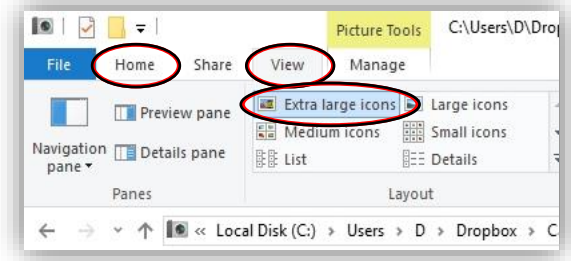 Picture Tools C:\Users\D\Drop
File Home Share View Manage
Preview pane Extra large icons Large icons
Medium icons Small icons
Navigation pane Details pane List Details
Panes Layout
« Local Disk (C:) > Users > D > Dropbox > C